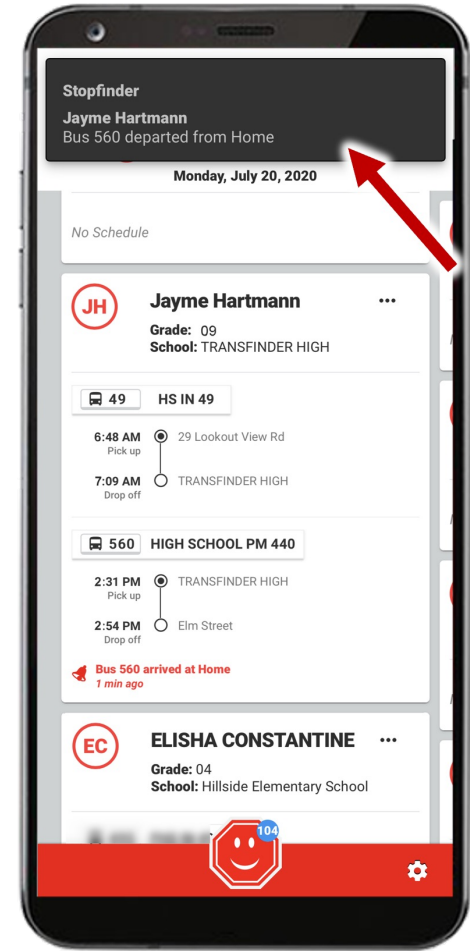 Stopfinder
Jayme Hartmann
Bus 560 departed from Home
Monday, July 20, 2020
No Schedule
JH
Jayme Hartmann
Grade: 09
School: TRANSFINDER HIGH
49 HS IN 49
6:48 AM 29 Lookout View Rd
Pick up
7:09 AM TRANSFINDER HIGH
Drop off
560 HIGH SCHOOL PM 440
2:31 PM TRANSFINDER HIGH
Pick up
2:54 PM Elm Street
Drop off
Bus 560 arrived at Home
1 min ago
EC
ELISHA CONSTANTINE
Grade: 04
School: Hillside Elementary School
104